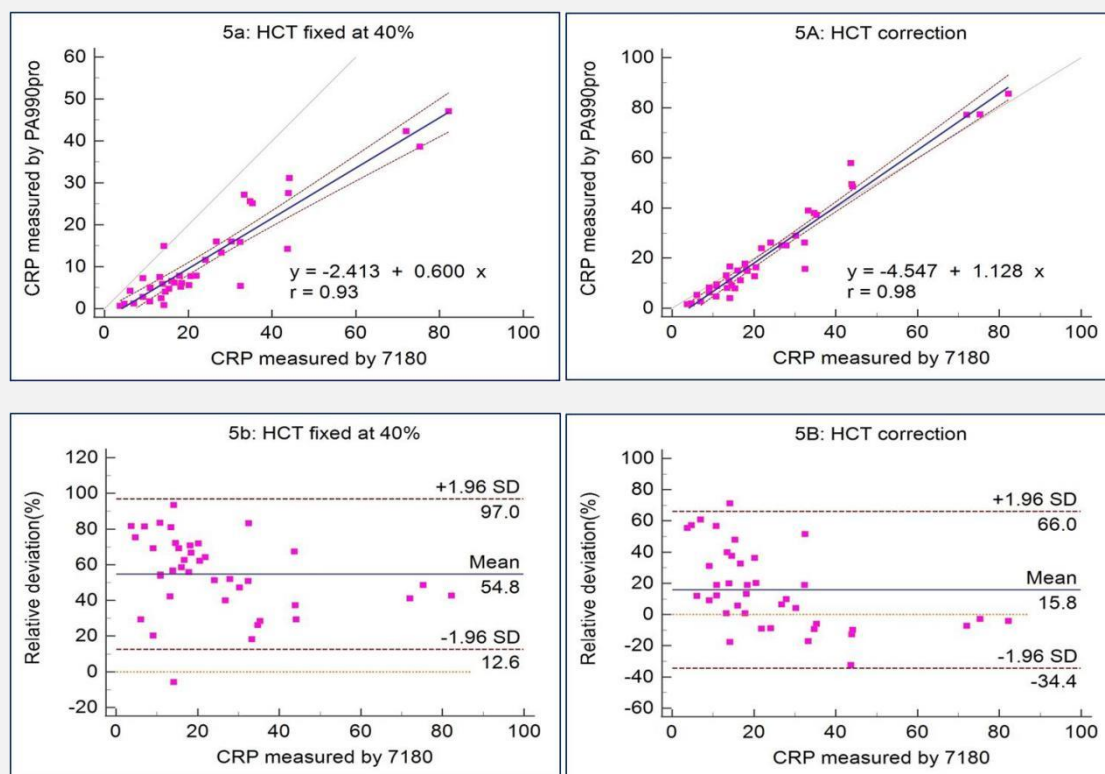 5a: HCT fixed at 40%
CRP measured by PA990pro
60
50
40
30
20
10
0
y = -2.413 + 0.600 x
r = 0.93
0 20 40 60 80 100
CRP measured by 7180
5A: HCT correction
CRP measured by PA990pro
100
80
60
40
20
0
y = -4.547 + 1.128 x
r = 0.98
0 20 40 60 80 100
CRP measured by 7180
5b: HCT fixed at 40%
Relative deviation(%)
120
100
80
60
40
20
0
-20
+1.96 SD
97.0
Mean
54.8
-1.96 SD
12.6
0 20 40 60 80 100
CRP measured by 7180
5B: HCT correction
Relative deviation(%)
100
80
60
40
20
0
-20
-40
-60
+1.96 SD
66.0
Mean
15.8
-1.96 SD
-34.4
0 20 40 60 80 100
CRP measured by 7180